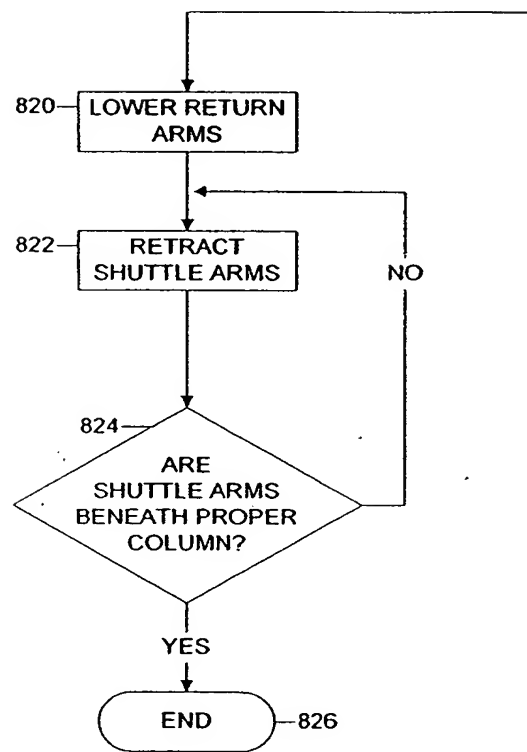 820
LOWER RETURN
ARMS
822
RETRACT
SHUTTLE ARMS
NO
824
ARE
SHUTTLE ARMS
BENEATH PROPER
COLUMN?
YES
END
826